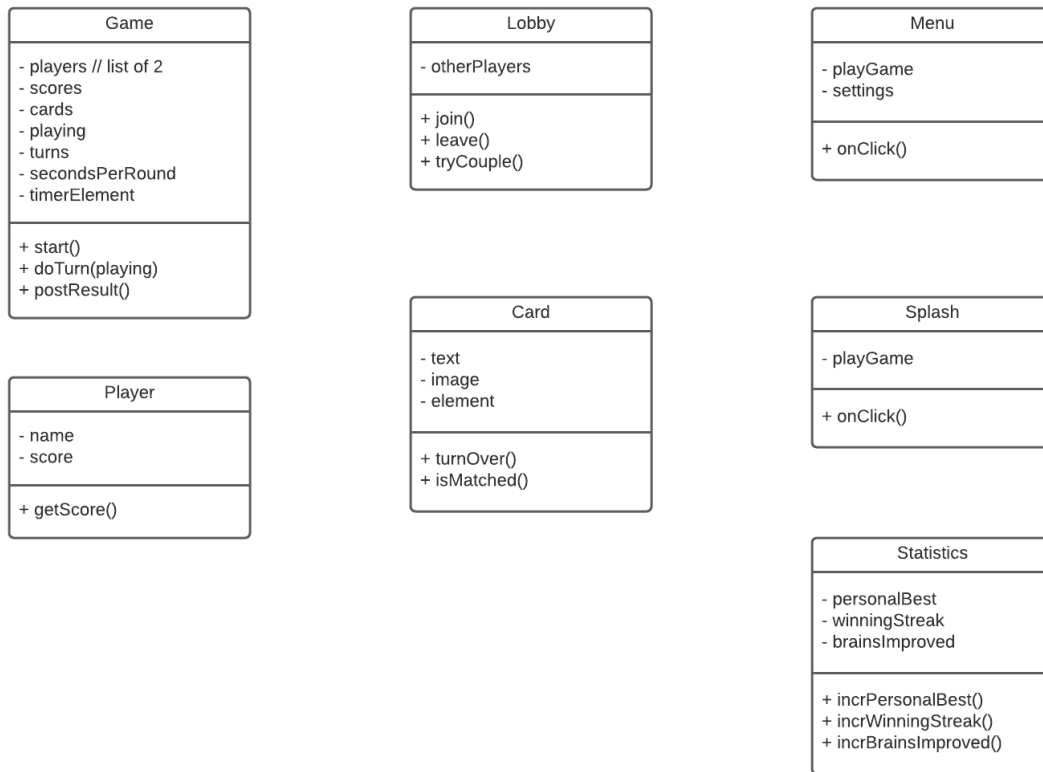 Game
- players // list of 2
- scores
- cards
- playing
- turns
- secondsPerRound
- timerElement
+ start()
+ doTurn(playing)
+ postResult()
Player
- name
- score
+ getScore()
Lobby
- otherPlayers
+ join()
+ leave()
+ tryCouple()
Card
- text
- image
- element
+ turnOver()
+ isMatched()
Menu
- playGame
- settings
+ onClick()
Splash
- playGame
+ onClick()
Statistics
- personalBest
- winningStreak
- brainsImproved
+ incrPersonalBest()
+ incrWinningStreak()
+ incrBrainsImproved()